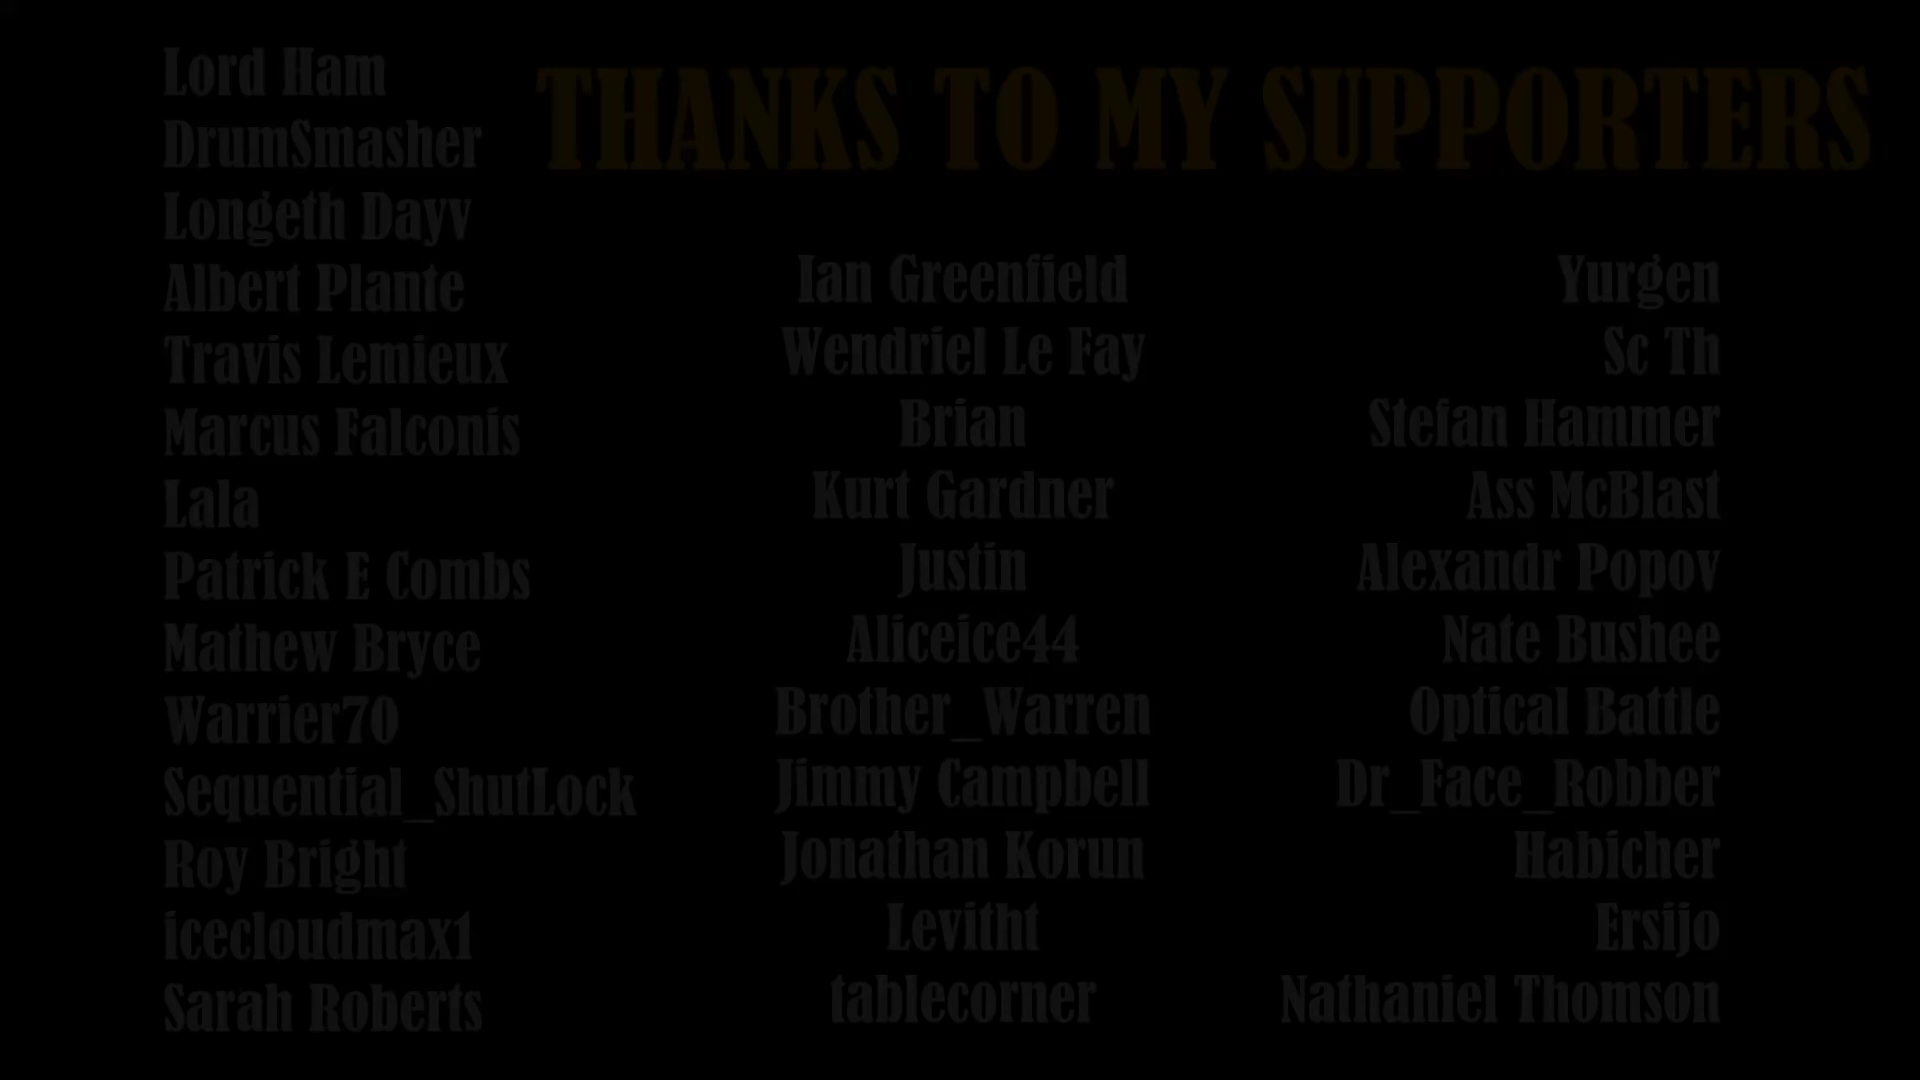 THANKS TO MY SUPPORTERS
Lord Ham
DrumSmasher
Longeth Dayv
Albert Plante
Travis Lemieux
Marcus Falconis
Lala
Patrick E Combs
Mathew Bryce
Warrier70
Sequential_ShutLock
Roy Bright
icecloudmax1
Sarah Roberts
Ian Greenfield
Wendriel Le Fay
Brian
Kurt Gardner
Justin
Aliceice44
Brother_Warren
Jimmy Campbell
Jonathan Korun
Levitht
tablecorner
Yurgen
Sc Th
Stefan Hammer
Ass McBlast
Alexandr Popov
Nate Bushee
Optical Battle
Dr_Face_Robber
Habicher
Ersijo
Nathaniel Thomson